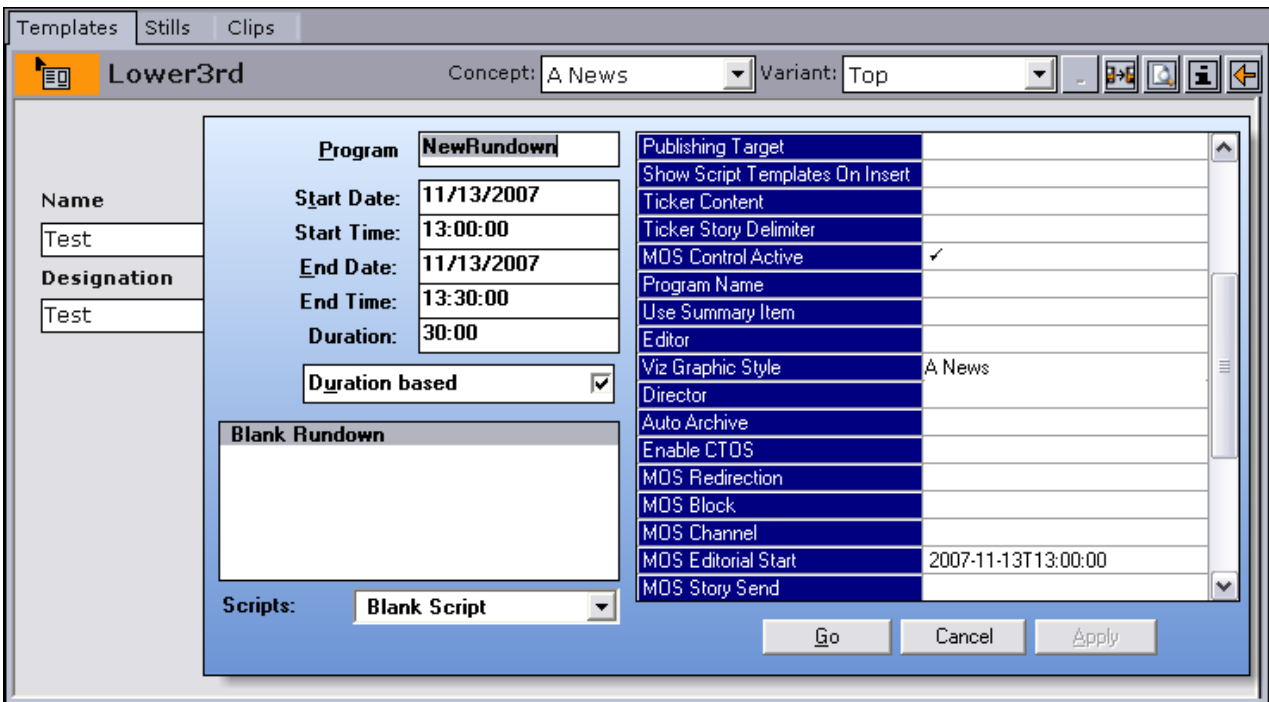 Templates Stills Clips
Lower3rd Concept: A News Variant: Top
Name
Test
Designation
Test
Program NewRundown
Start Date: 11/13/2007
Start Time: 13:00:00
End Date: 11/13/2007
End Time: 13:30:00
Duration: 30:00
Duration based
Blank Rundown
Scripts: Blank Script
Publishing Target
Show Script Templates On Insert
Ticker Content
Ticker Story Delimiter
MOS Control Active ✓
Program Name
Use Summary Item
Editor
Viz Graphic Style A News
Director
Auto Archive
Enable CTOS
MOS Redirection
MOS Block
MOS Channel
MOS Editorial Start 2007-11-13T13:00:00
MOS Story Send
Go Cancel Apply